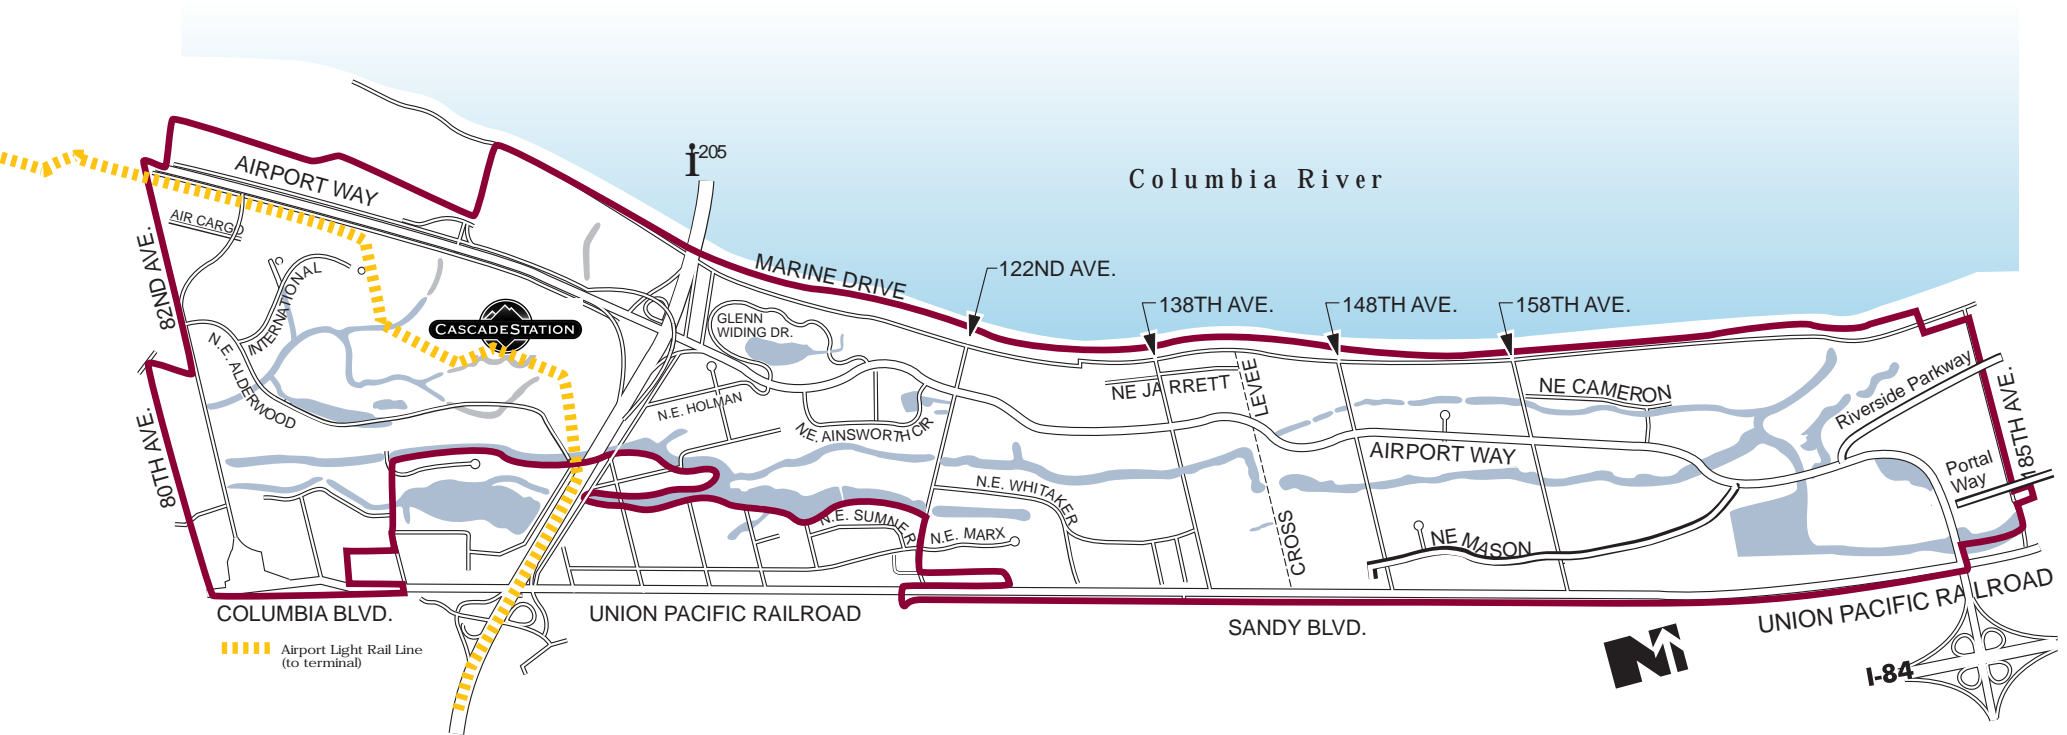 I-205
Columbia River
AIRPORT WAY
AIR CARGO
82ND AVE.
INTERNATIONAL
CASCADESTATION
MARINE DRIVE
122ND AVE.
138TH AVE.
148TH AVE.
158TH AVE.
GLENN
WIDING DR.
N.E. ALDERWOOD
80TH AVE.
N.E. HOLMAN
NE. AINSWORTH CIR
NE JARRETT
LEVEE
CROSS
NE CAMERON
Riverside Parkway
185TH AVE.
AIRPORT WAY
Portal
Way
N.E. WHITAKER
N.E. SUMNER
N.E. MARX
NE MASON
COLUMBIA BLVD.
UNION PACIFIC RAILROAD
SANDY BLVD.
UNION PACIFIC RAILROAD
Airport Light Rail Line
(to terminal)
N
I-84